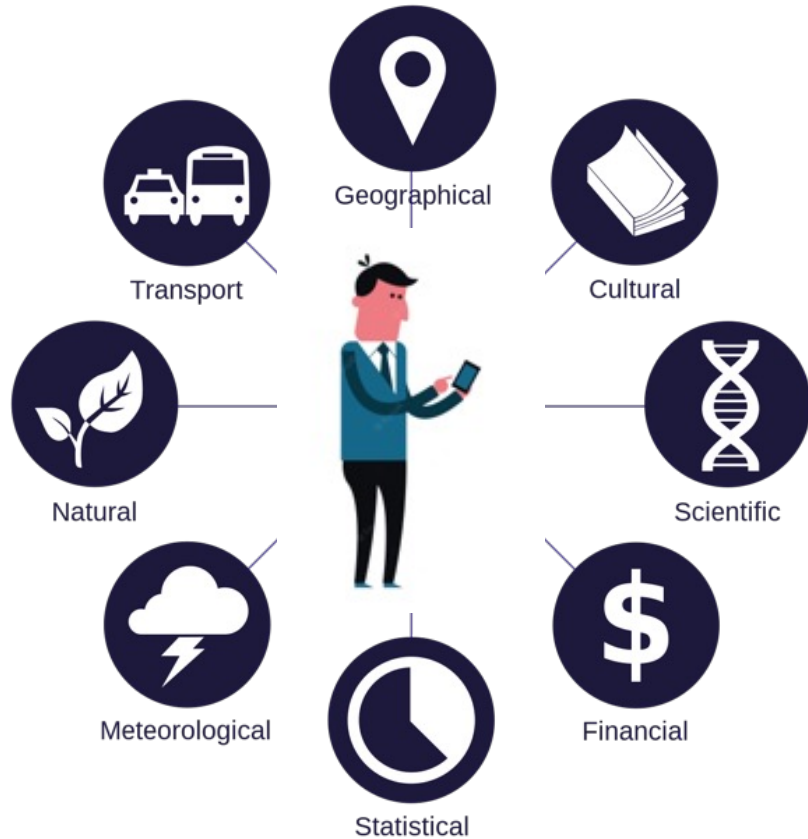 Geographical
Transport
Cultural
Natural
Scientific
Meteorological
Financial
Statistical